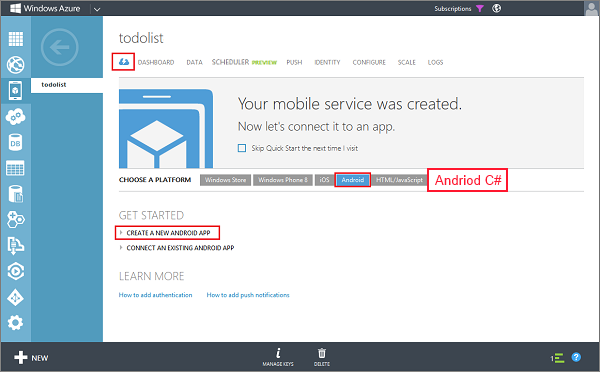 Windows Azure
Subscriptions
todolist
todolist
DASHBOARD DATA SCHEDULER PREVIEW PUSH IDENTITY CONFIGURE SCALE LOGS
Your mobile service was created.
Now let's connect it to an app.
Skip Quick Start the next time I visit
CHOOSE A PLATFORM Windows Store Windows Phone 8 iOS Android HTML/JavaScript Andriod C#
GET STARTED
CREATE A NEW ANDROID APP
CONNECT AN EXISTING ANDROID APP
LEARN MORE
How to add authentication How to add push notifications
DB
NEW
MANAGE KEYS DELETE
1
?